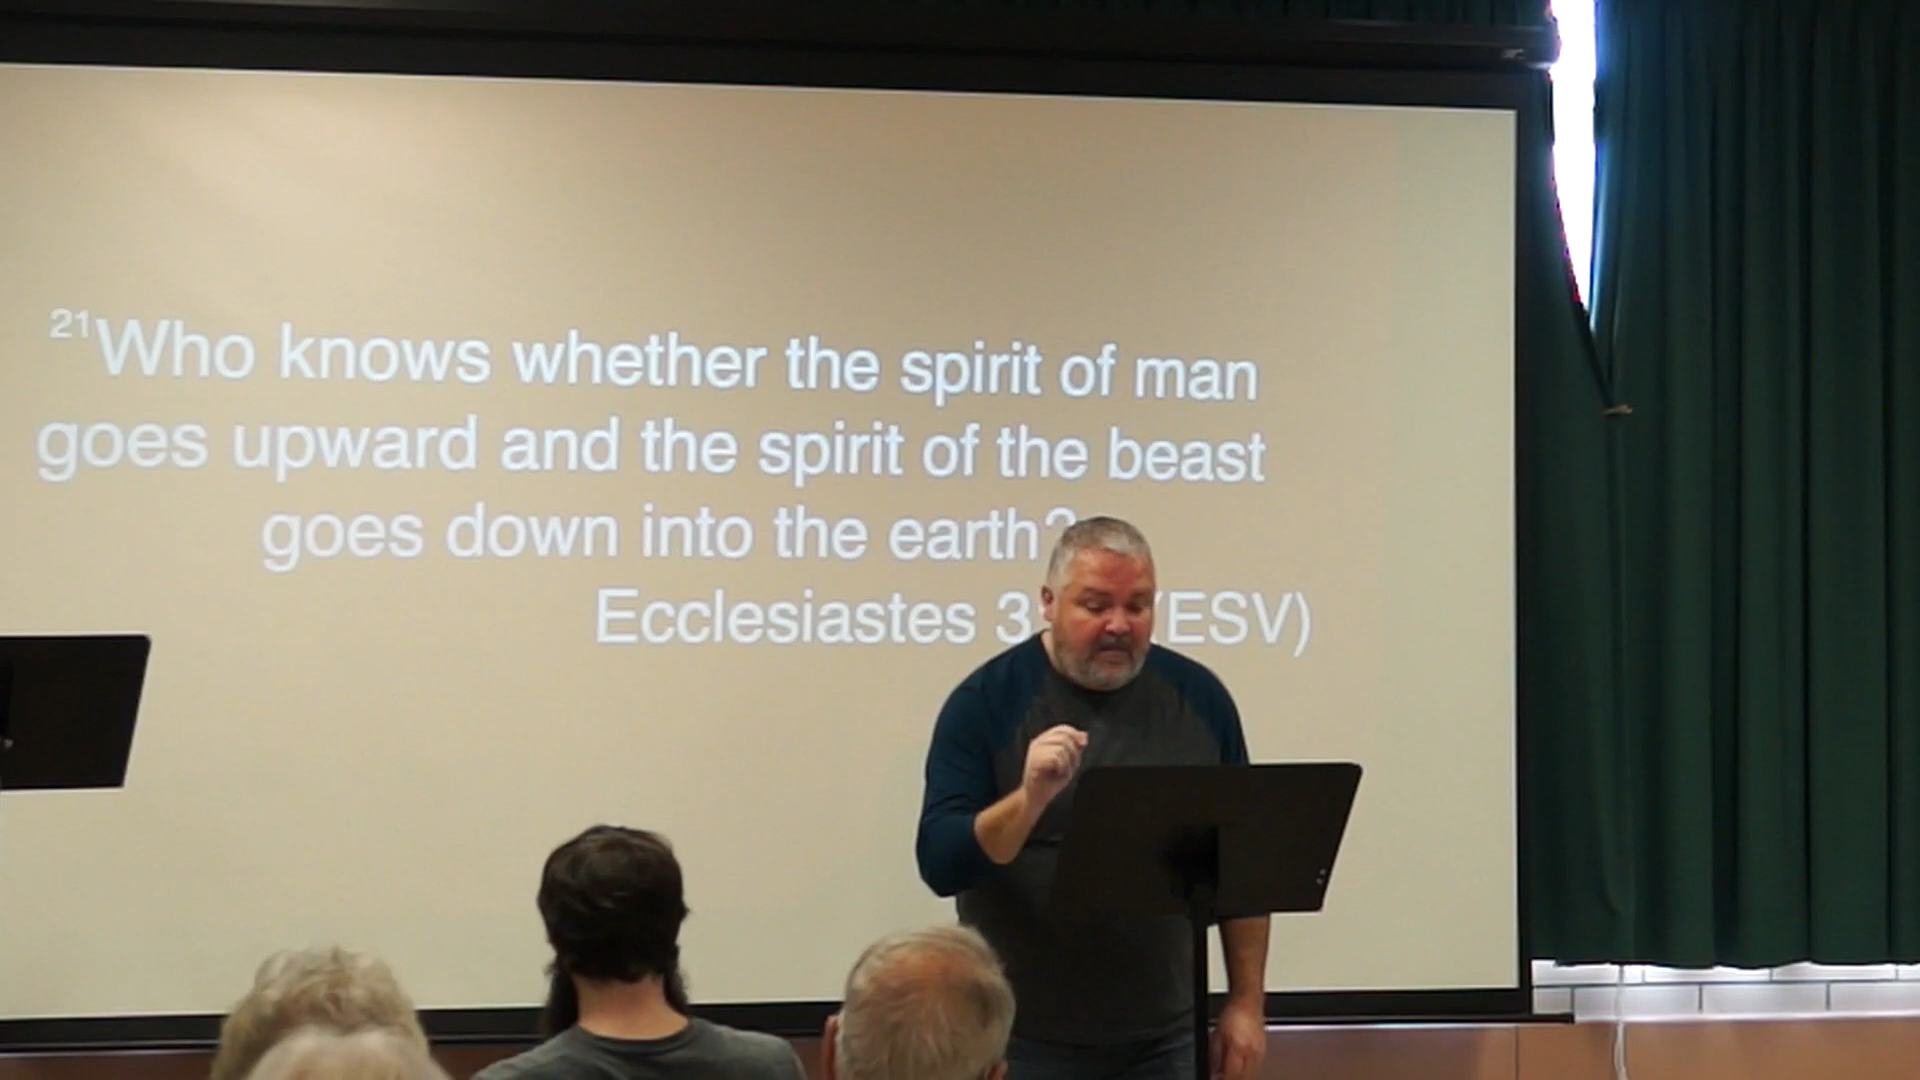 21Who knows whether the spirit of man
goes upward and the spirit of the beast
goes down into the earth?
Ecclesiastes 3 (ESV)